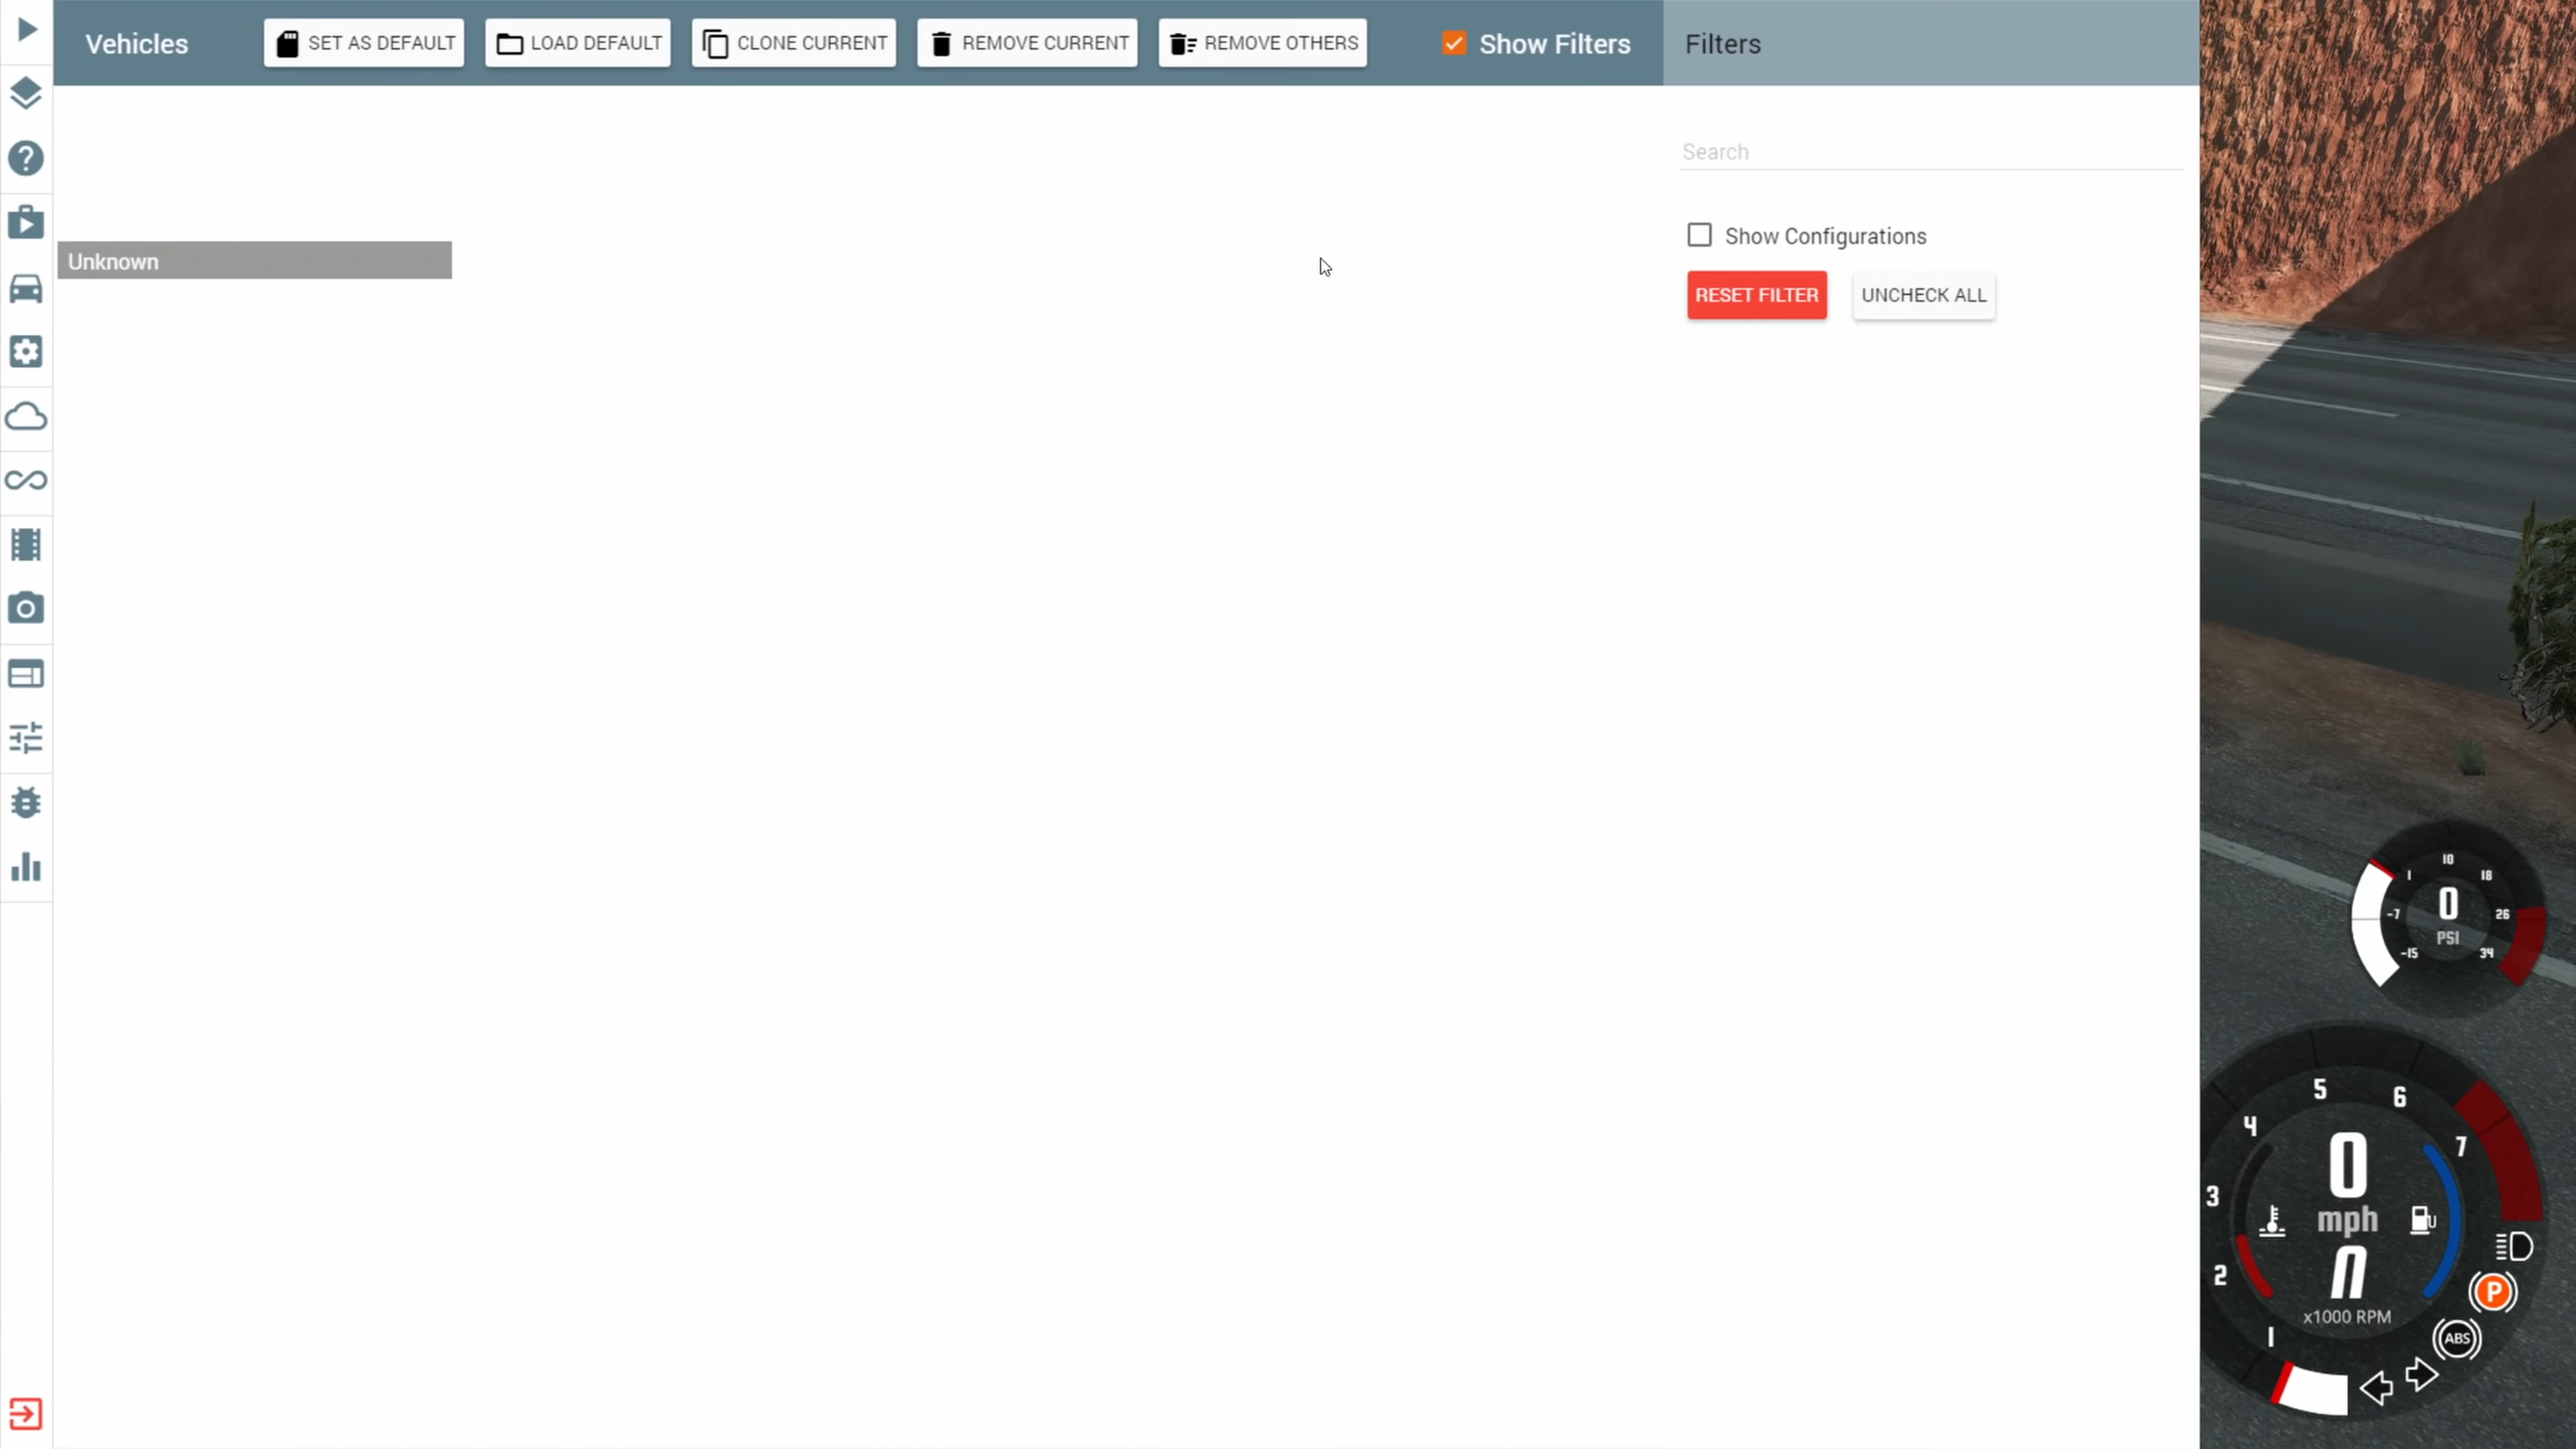 Vehicles
SET AS DEFAULT
LOAD DEFAULT
CLONE CURRENT
REMOVE CURRENT
REMOVE OTHERS
Show Filters
Filters
Search
Unknown
Show Configurations
RESET FILTER
UNCHECK ALL
10
1
18
-7
0
26
PSI
-15
34
5
6
4
7
0
3
mph
2
n
P
x1000 RPM
1
ABS